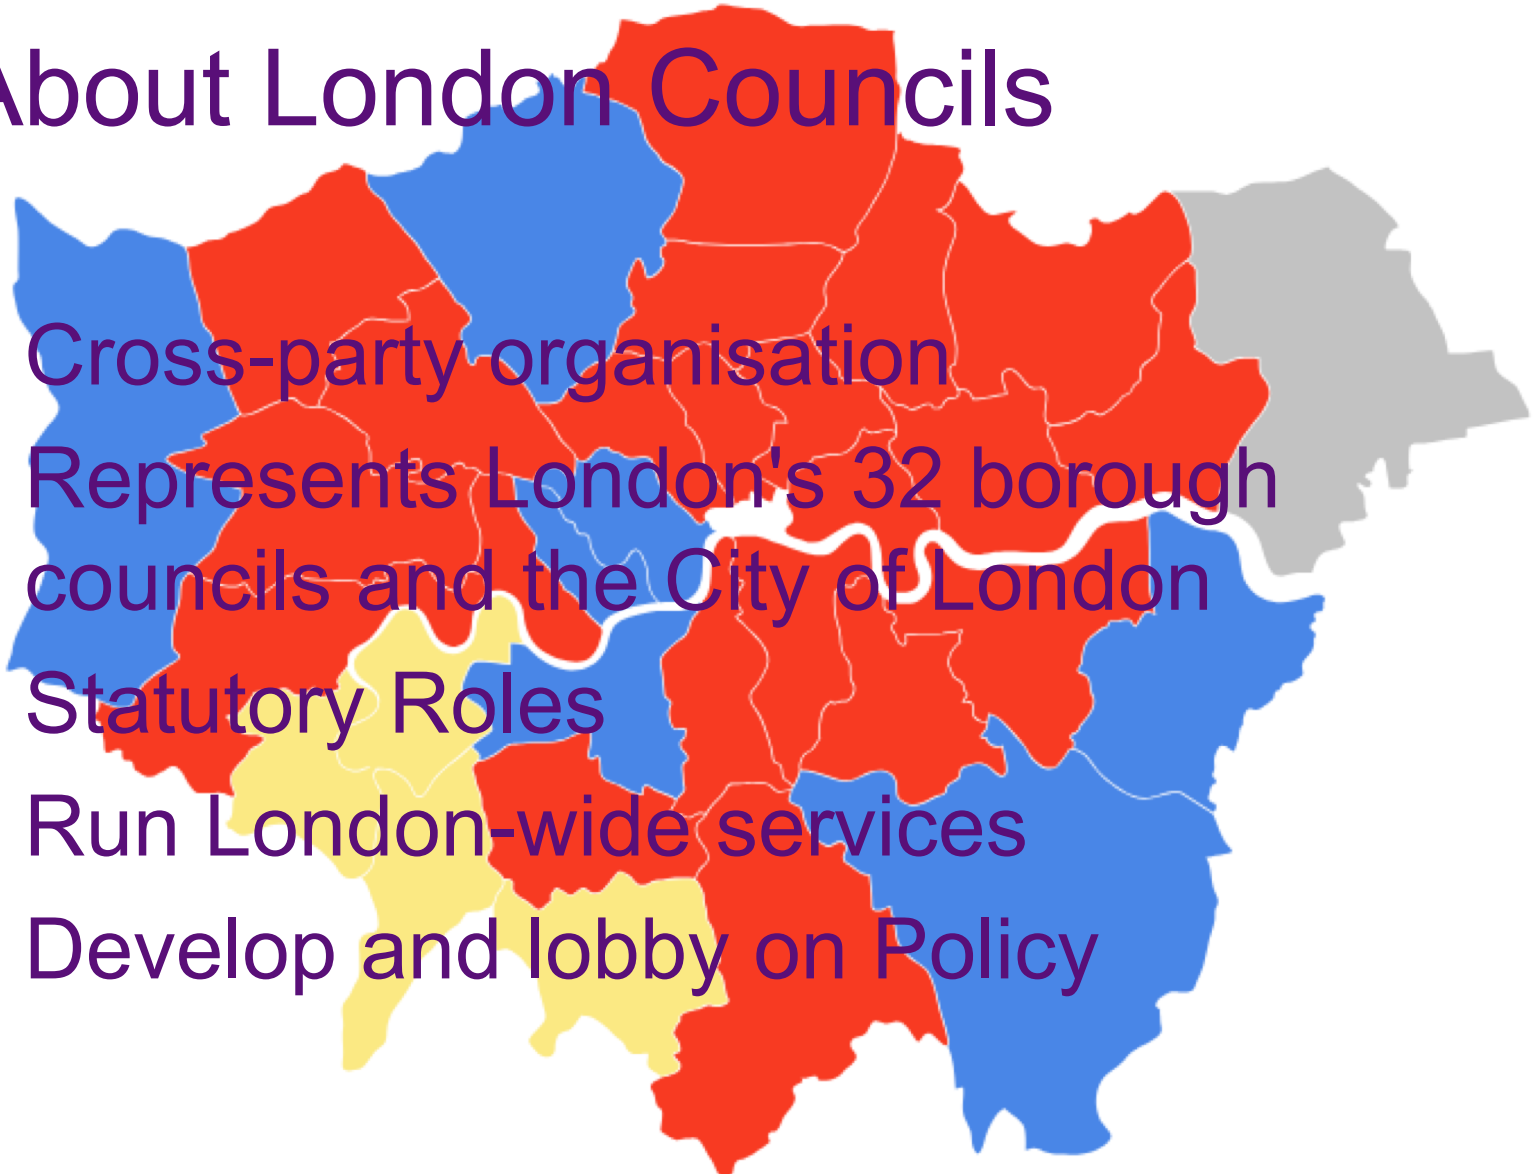 About London Councils
Cross-party organisation
Represents London's 32 borough
councils and the City of London
Statutory Roles
Run London-wide services
Develop and lobby on Policy